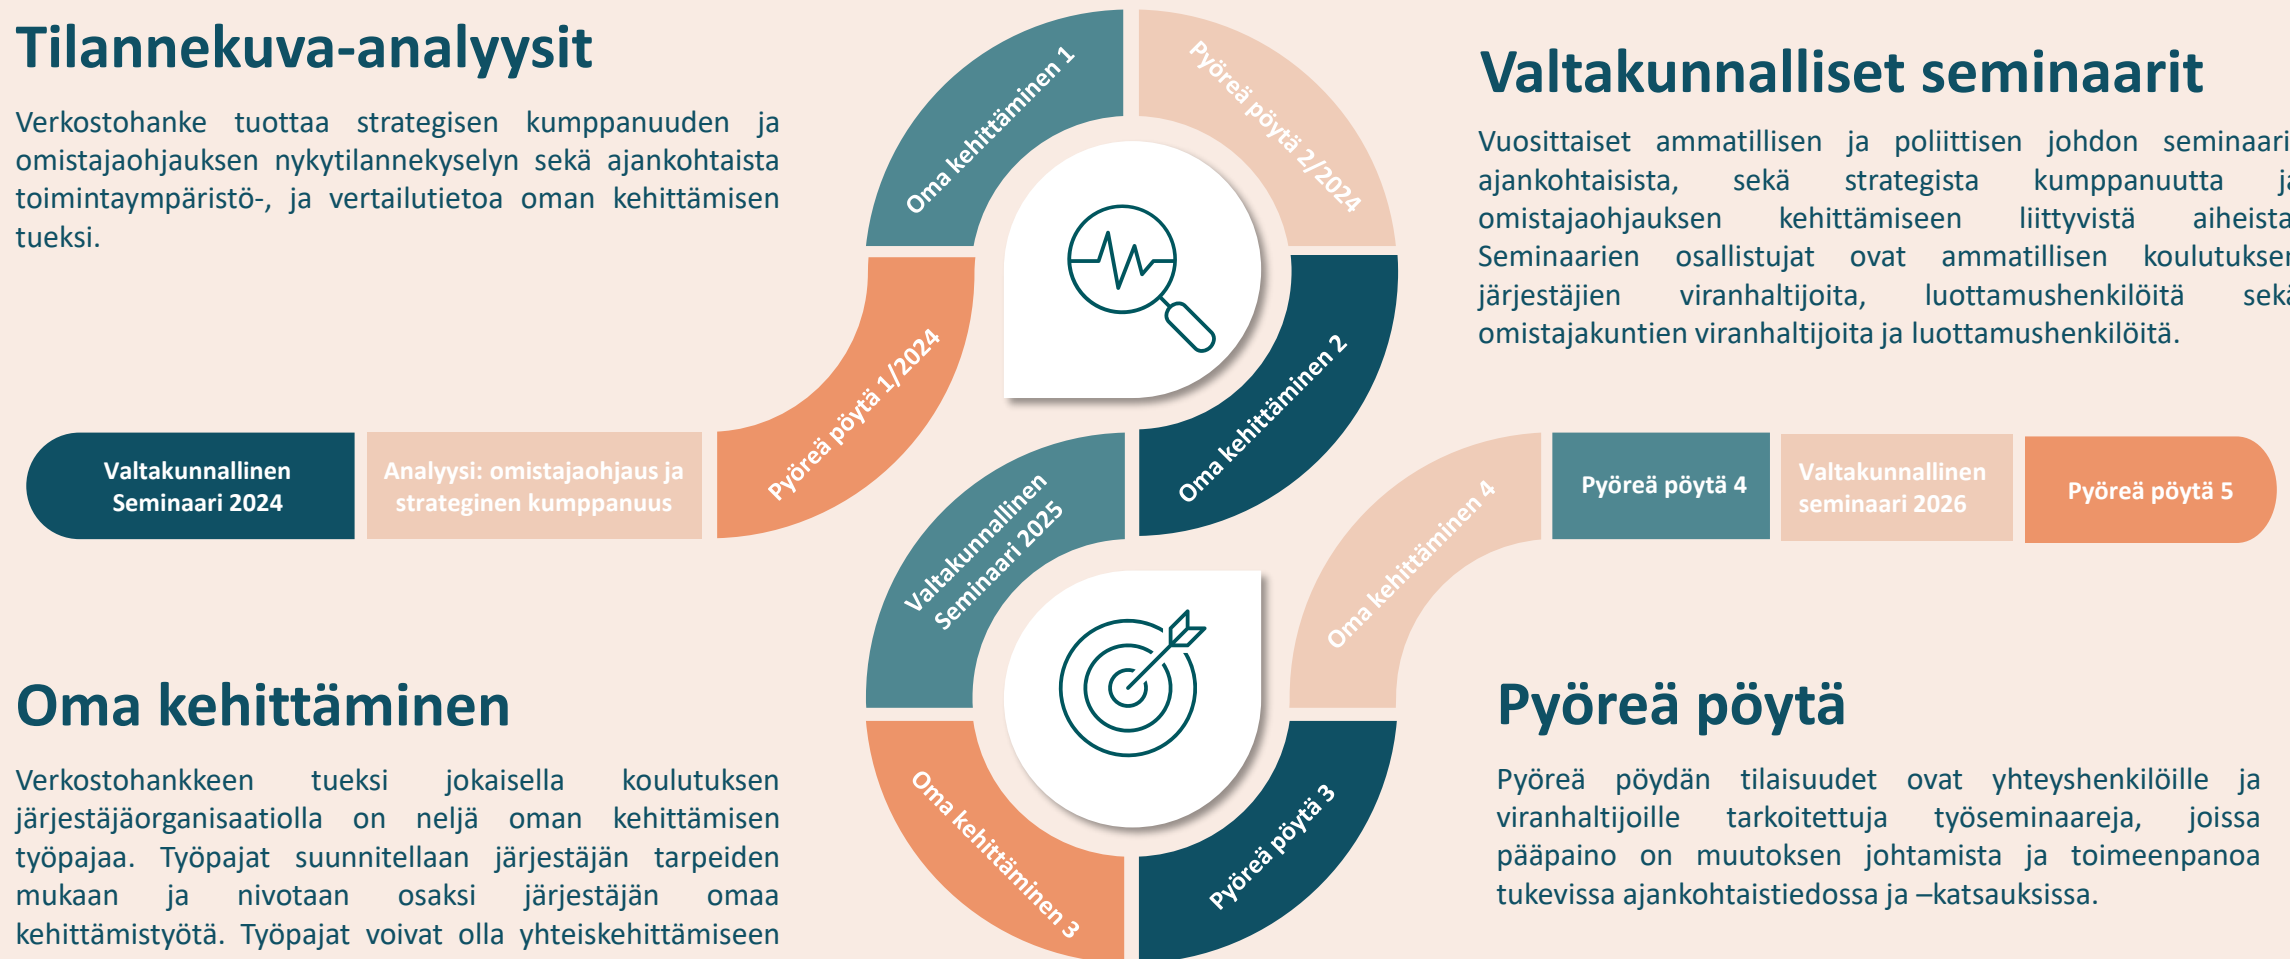 Tilannekuva-analyysit
Verkostohanke tuottaa strategisen kumppanuuden ja
omistajaohjauksen nykytilannekyselyn sekä ajankohtaista
toimintaympäristö-, ja vertailutietoa oman kehittämisen
tueksi.
Valtakunnalliset seminaarit
Vuosittaiset ammatillisen ja poliittisen johdon seminaari
ajankohtaisista, sekä strategista kumppanuutta ja
omistajaohjauksen kehittämiseen liittyvistä aiheista
Seminaarien osallistujat ovat ammatillisen koulutuksen
järjestäjien viranhaltijoita, luottamushenkilöitä sekä
omistajakuntien viranhaltijoita ja luottamushenkilöitä.
Valtakunnallinen
Seminaari 2024
Analyysi: omistajaohjaus ja
strateginen kumppanuus
Pyöreä pöytä 1/2024
Oma kehittäminen 1
Pyöreä pöytä 2/2024
Oma kehittäminen 2
Valtakunnallinen
Seminaari 2025
Oma kehittäminen 3
Pyöreä pöytä 3
Oma kehittäminen 4
Pyöreä pöytä 4
Valtakunnallinen
seminaari 2026
Pyöreä pöytä 5
Oma kehittäminen
Verkostohankkeen tueksi jokaisella koulutuksen
järjestäjäorganisaatiolla on neljä oman kehittämisen
työpajaa. Työpajat suunnitellaan järjestäjän tarpeiden
mukaan ja nivotaan osaksi järjestäjän omaa
kehittämistyötä. Työpajat voivat olla yhteiskehittämiseen
Pyöreä pöytä
Pyöreä pöydän tilaisuudet ovat yhteyshenkilöille ja
viranhaltijoille tarkoitettuja työseminaareja, joissa
pääpaino on muutoksen johtamista ja toimeenpanoa
tukevissa ajankohtaistiedossa ja –katsauksissa.